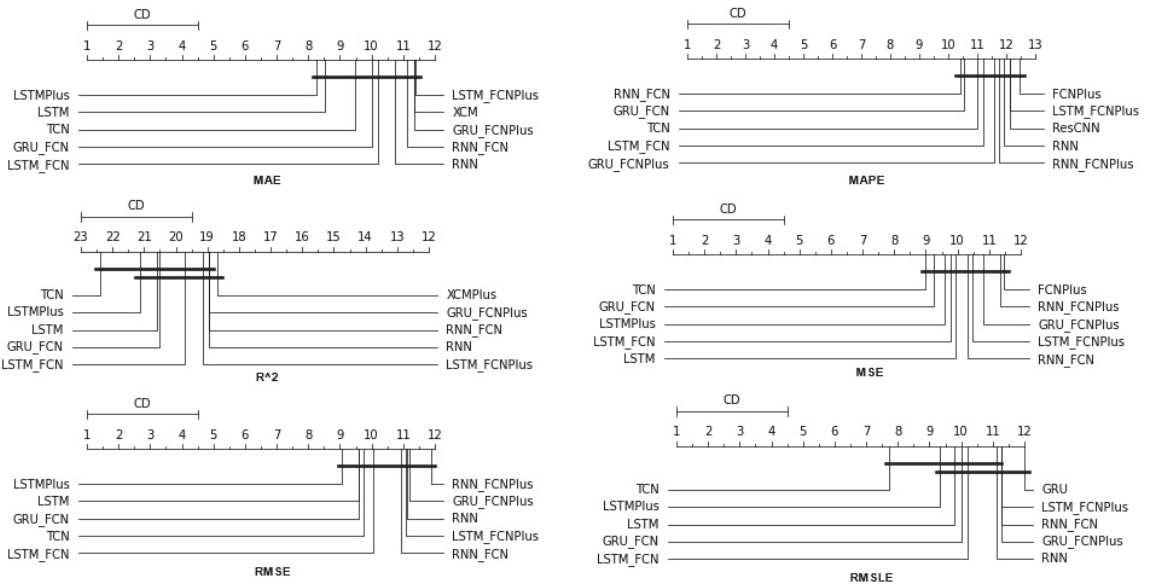 CD
1 2 3 4 5 6 7 8 9 10 11 12
LSTMPlus LSTM_FCNPlus
LSTM XCM
TCN GRU_FCNPlus
GRU_FCN RNN_FCN
LSTM_FCN RNN
MAE
CD
1 2 3 4 5 6 7 8 9 10 11 12 13
RNN_FCN FCNPlus
GRU_FCN LSTM_FCNPlus
TCN ResCNN
LSTM_FCN RNN
GRU_FCNPlus RNN_FCNPlus
MAPE
CD
23 22 21 20 19 18 17 16 15 14 13 12
TCN XCMPlus
LSTMPlus GRU_FCNPlus
LSTM RNN_FCN
GRU_FCN RNN
LSTM_FCN LSTM_FCNPlus
R^2
CD
1 2 3 4 5 6 7 8 9 10 11 12
TCN FCNPlus
GRU_FCN RNN_FCNPlus
LSTMPlus GRU_FCNPlus
LSTM_FCN LSTM_FCNPlus
LSTM RNN_FCN
MSE
CD
1 2 3 4 5 6 7 8 9 10 11 12
LSTMPlus RNN_FCNPlus
LSTM GRU_FCNPlus
GRU_FCN RNN
TCN LSTM_FCNPlus
LSTM_FCN RNN_FCN
RMSE
CD
1 2 3 4 5 6 7 8 9 10 11 12
TCN GRU
LSTMPlus LSTM_FCNPlus
LSTM RNN_FCN
GRU_FCN GRU_FCNPlus
LSTM_FCN RNN
RMSLE